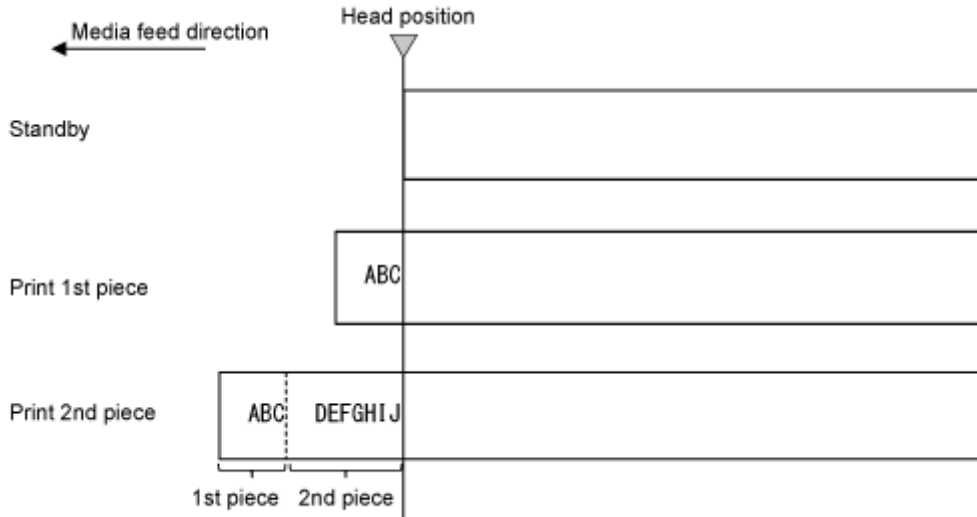 Head position
Media feed direction
Standby
Print 1st piece
ABC
Print 2nd piece
ABC DEFGHIJ
1st piece 2nd piece